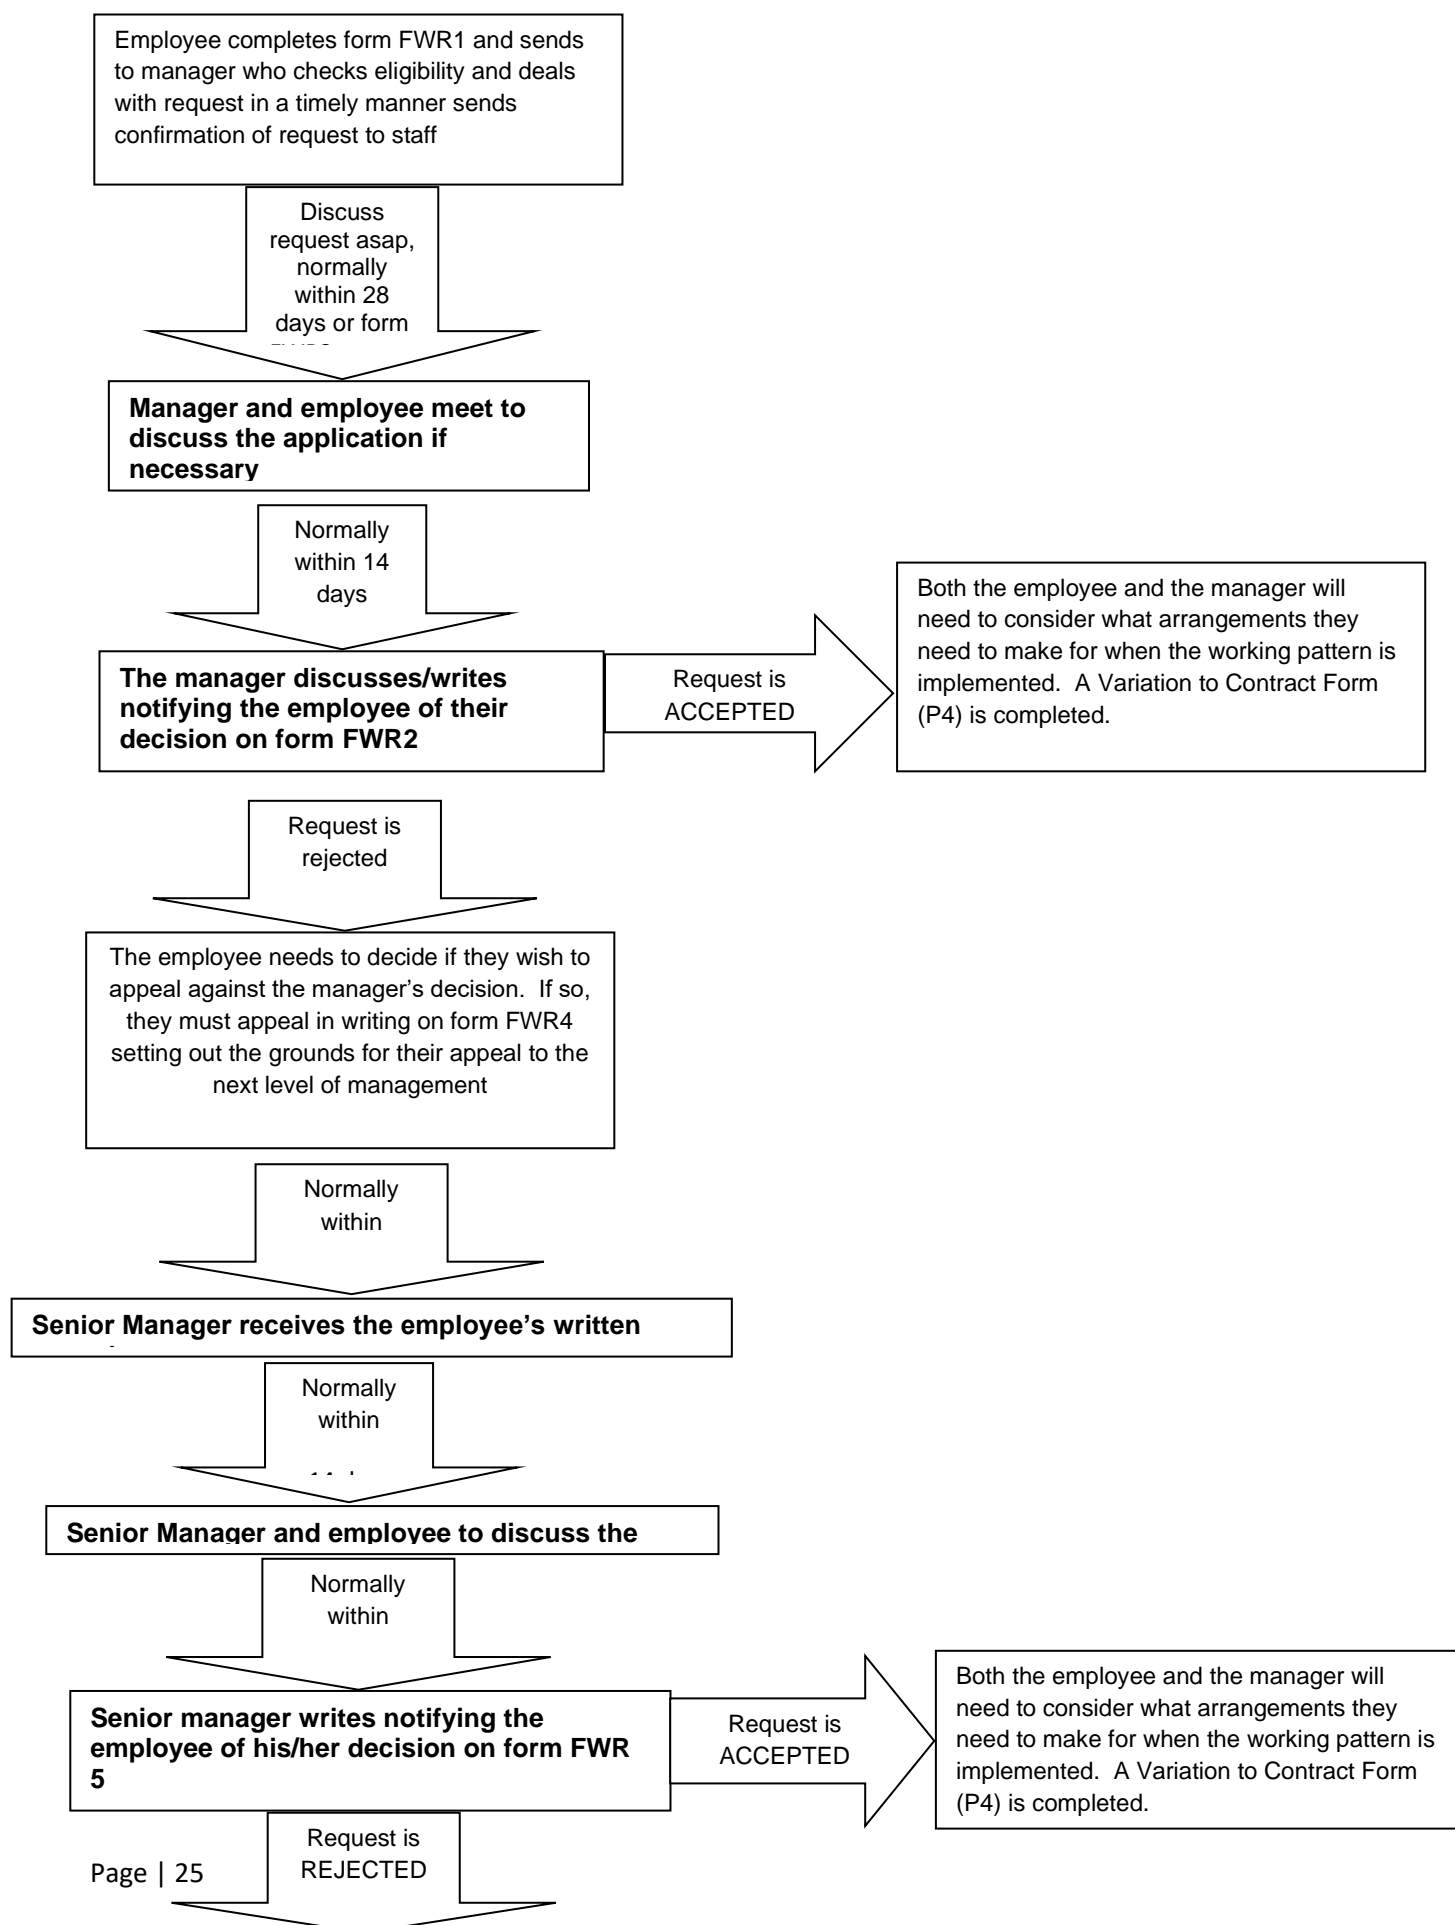 Employee completes form FWR1 and sends
to manager who checks eligibility and deals
with request in a timely manner sends
confirmation of request to staff
Discuss
request asap,
normally
within 28
days or form
Manager and employee meet to
discuss the application if
necessary
Normally
within 14
days
The manager discusses/writes
notifying the employee of their
decision on form FWR2
Request is
ACCEPTED
Both the employee and the manager will
need to consider what arrangements they
need to make for when the working pattern is
implemented.  A Variation to Contract Form
(P4) is completed.
Request is
rejected
The employee needs to decide if they wish to
appeal against the manager’s decision.  If so,
they must appeal in writing on form FWR4
setting out the grounds for their appeal to the
next level of management
Normally
within
Senior Manager receives the employee’s written
Normally
within
Senior Manager and employee to discuss the
Normally
within
Senior manager writes notifying the
employee of his/her decision on form FWR
5
Request is
ACCEPTED
Both the employee and the manager will
need to consider what arrangements they
need to make for when the working pattern is
implemented.  A Variation to Contract Form
(P4) is completed.
Request is
REJECTED
Page | 25